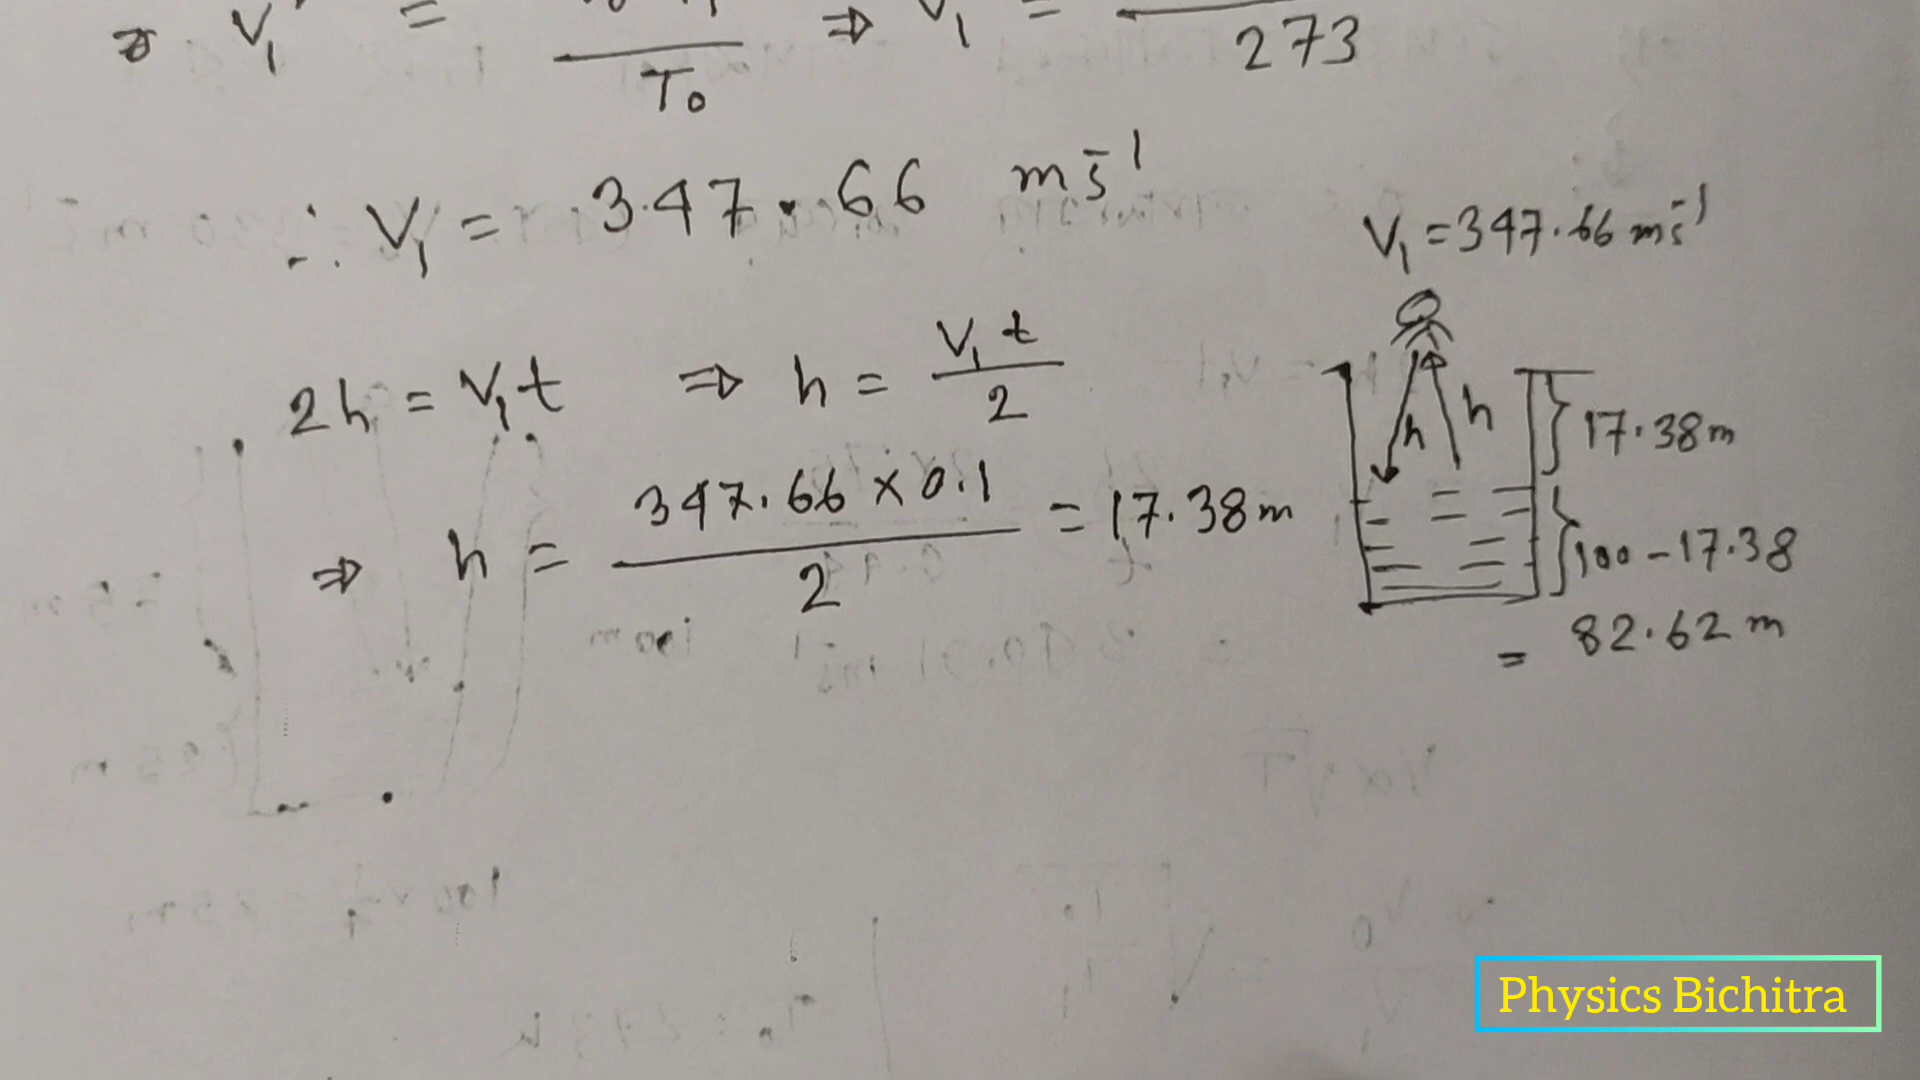 ⇒ V₁ = / T₀ ⇒ V₁ = / 273
∴ V₁ = 347.66 ms⁻¹
V₁ = 347.66 ms⁻¹
2h = V₁t ⇒ h = V₁t / 2
h h
17.38m
⇒ h = 347.66 × 0.1 / 2 = 17.38m
100 - 17.38
= 82.62 m
Physics Bichitra